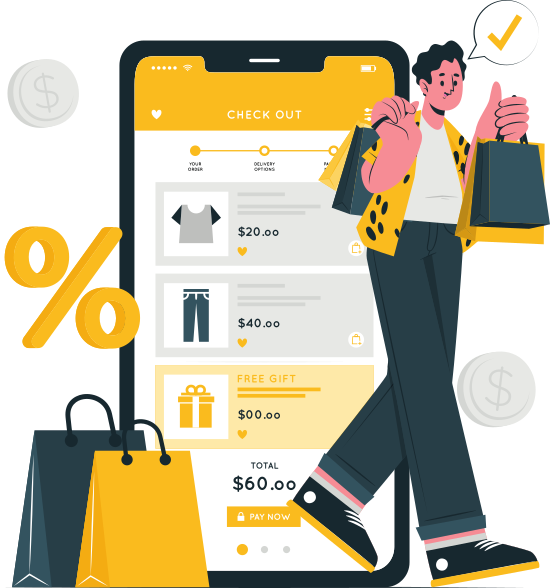 CHECK OUT
YOUR ORDER
DELIVERY OPTIONS
$20.00
$40.00
FREE GIFT
$00.00
TOTAL
$60.00
PAY NOW
%
$
$